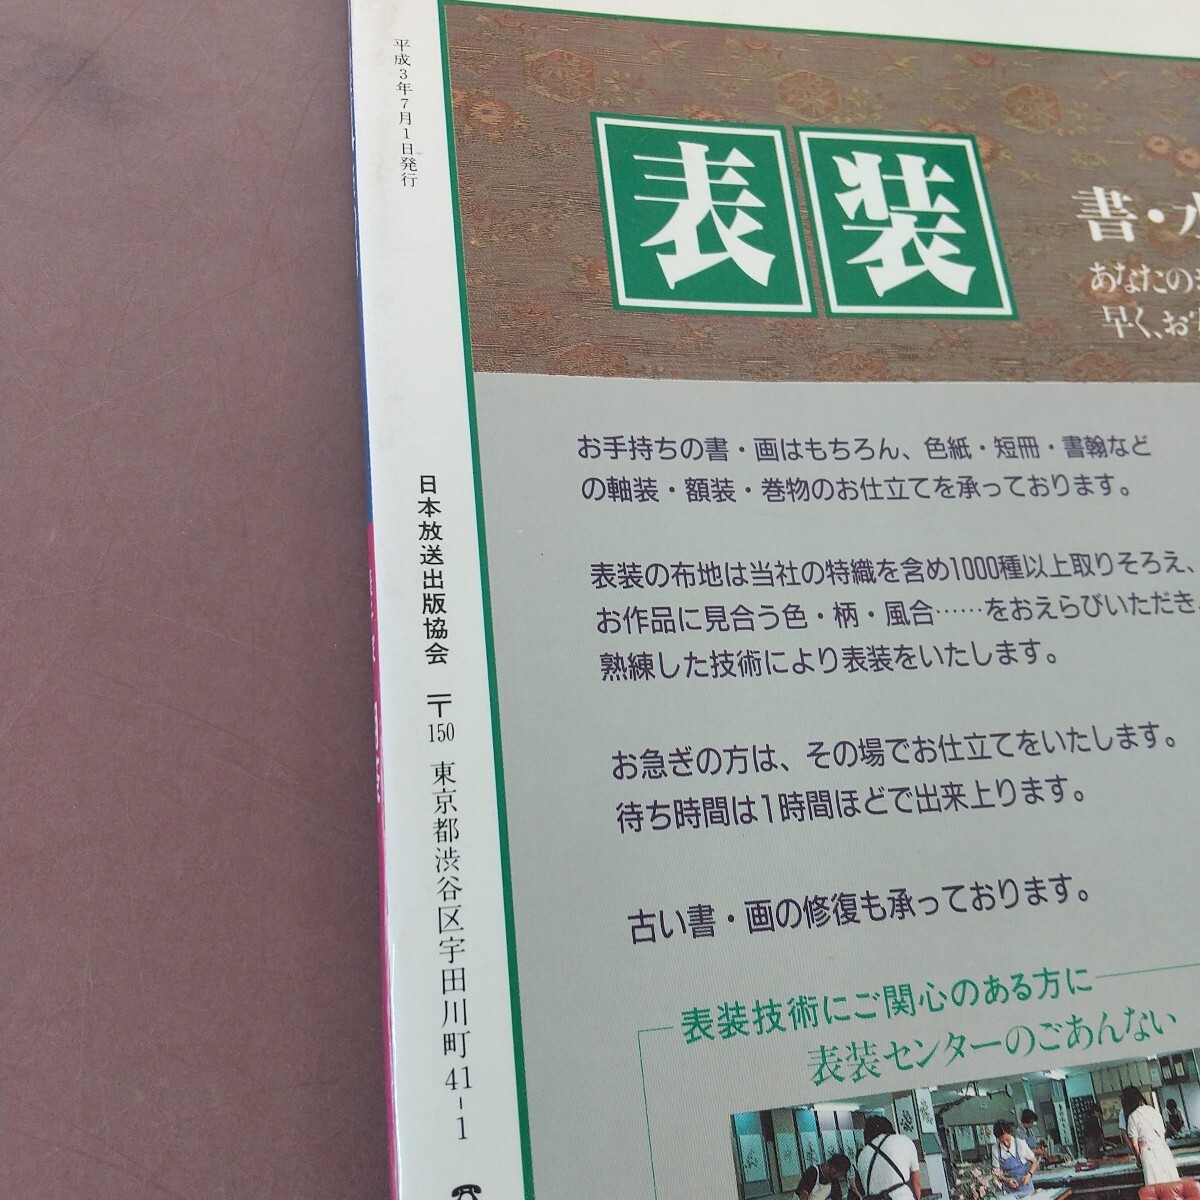 平成3年7月1日発行
日本放送出版協会 〒150 東京都渋谷区宇田川町41-1
表装
書・水
あなたの
早く、お
お手持ちの書・画はもちろん、色紙・短冊・書翰など
の軸装・額装・巻物のお仕立てを承っております。
表装の布地は当社の特織を含め1000種以上取りそろえ、
お作品に見合う色・柄・風合……をおえらびいただき
熟練した技術により表装をいたします。
お急ぎの方は、その場でお仕立てをいたします。
待ち時間は1時間ほどで出来上ります。
古い書・画の修復も承っております。
表装技術にご関心のある方に
表装センターのごあんない